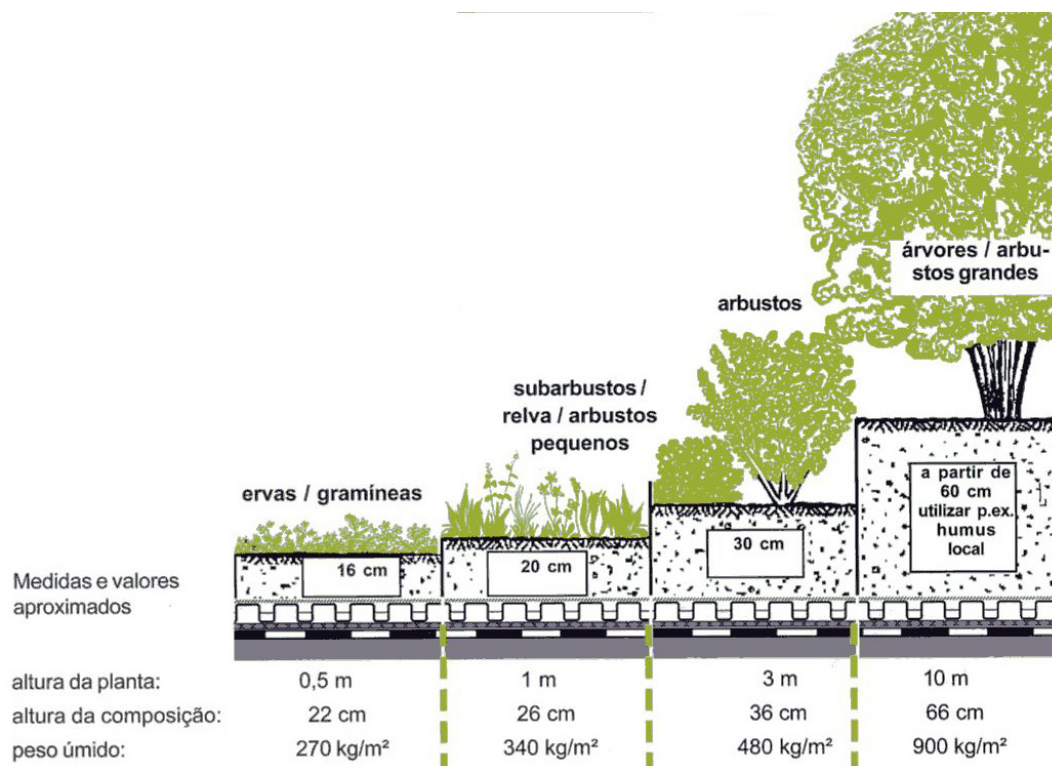 árvores / arbu-
stos grandes
arbustos
subarbustos /
relva / arbustos
pequenos
ervas / gramíneas
a partir de
60 cm
utilizar p.ex.
humus
local
30 cm
20 cm
16 cm
Medidas e valores
aproximados
altura da planta: 0,5 m 1 m 3 m 10 m
altura da composição: 22 cm 26 cm 36 cm 66 cm
peso úmido: 270 kg/m² 340 kg/m² 480 kg/m² 900 kg/m²